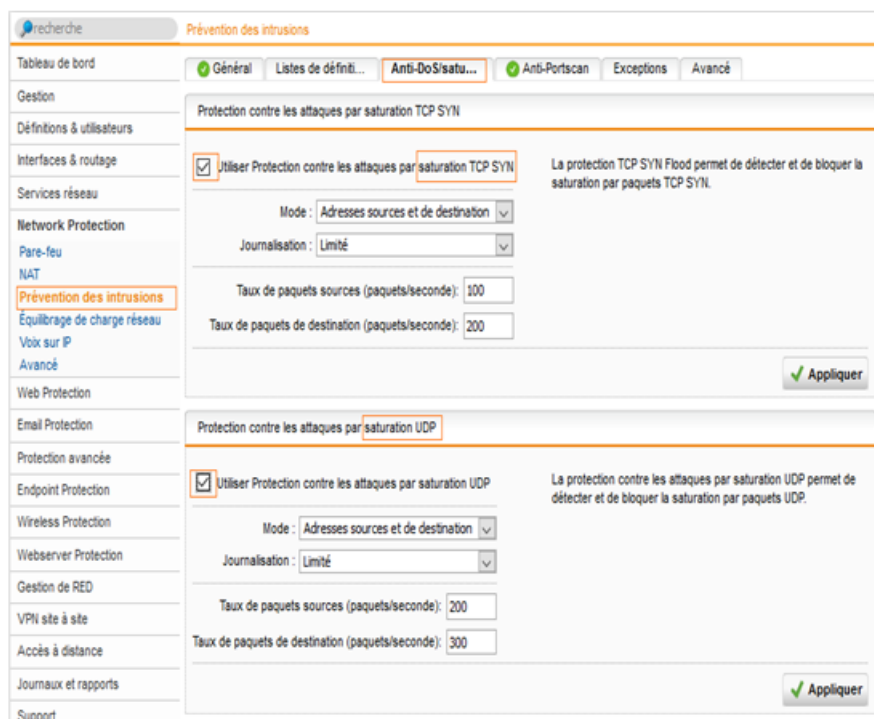 recherche
Tableau de bord
Gestion
Définitions & utilisateurs
Interfaces & routage
Services réseau
Network Protection
Pare-feu
NAT
Prévention des intrusions
Équilibrage de charge réseau
Voix sur IP
Avancé
Web Protection
Email Protection
Protection avancée
Endpoint Protection
Wireless Protection
Webserver Protection
Gestion de RED
VPN site à site
Accès à distance
Journaux et rapports
Support
Prévention des intrusions
Général Listes de définiti... Anti-DoS/satu... Anti-Portscan Exceptions Avancé
Protection contre les attaques par saturation TCP SYN
Utiliser Protection contre les attaques par saturation TCP SYN
Mode : Adresses sources et de destination
Journalisation : Limité
Taux de paquets sources (paquets/seconde): 100
Taux de paquets de destination (paquets/seconde): 200
La protection TCP SYN Flood permet de détecter et de bloquer la
saturation par paquets TCP SYN.
Appliquer
Protection contre les attaques par saturation UDP
Utiliser Protection contre les attaques par saturation UDP
Mode : Adresses sources et de destination
Journalisation : Limité
Taux de paquets sources (paquets/seconde): 200
Taux de paquets de destination (paquets/seconde): 300
La protection contre les attaques par saturation UDP permet de
détecter et de bloquer la saturation par paquets UDP.
Appliquer